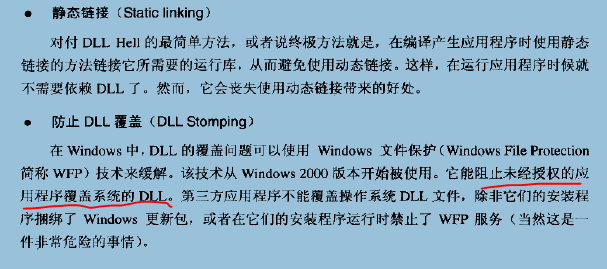 ● 静态链接（Static linking）
对付 DLL Hell 的最简单方法，或者说终极方法就是，在编译产生应用程序时使用静态
链接的方法链接它所需要的运行库，从而避免使用动态链接。这样，在运行应用程序时候就
不需要依赖 DLL 了。然而，它会丧失使用动态链接带来的好处。
● 防止 DLL 覆盖（DLL Stomping）
在 Windows 中，DLL 的覆盖问题可以使用 Windows 文件保护（Windows File Protection
简称 WFP）技术来缓解。该技术从 Windows 2000 版本开始被使用。它能阻止未经授权的应
用程序覆盖系统的 DLL。第三方应用程序不能覆盖操作系统 DLL 文件，除非它们的安装程
序捆绑了 Windows 更新包，或者在它们的安装程序运行时禁止了 WFP 服务（当然这是一
件非常危险的事情）。